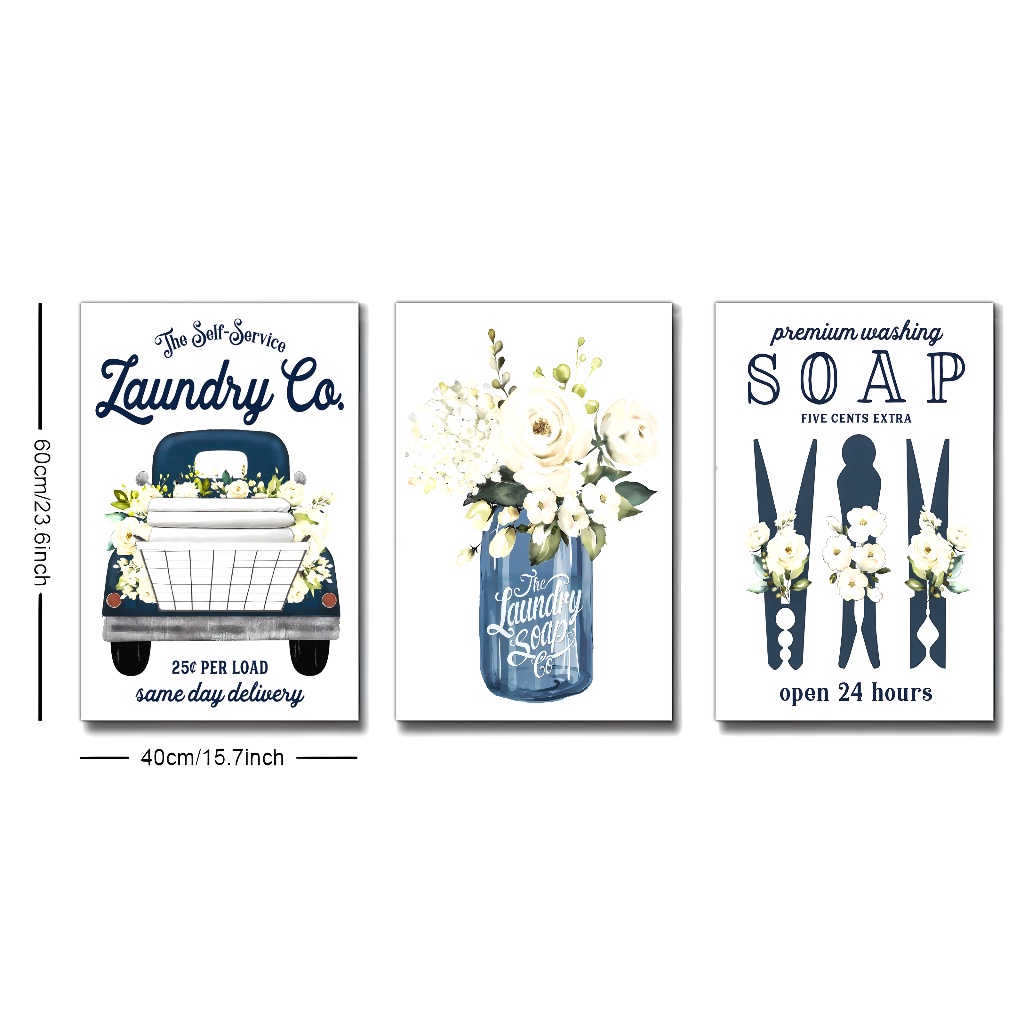 60cm/23.6inch
The Self-Service
Laundry Co.
25¢ PER LOAD
same day delivery
40cm/15.7inch
The
Laundry
Soap
Co
premium washing
SOAP
FIVE CENTS EXTRA
open 24 hours